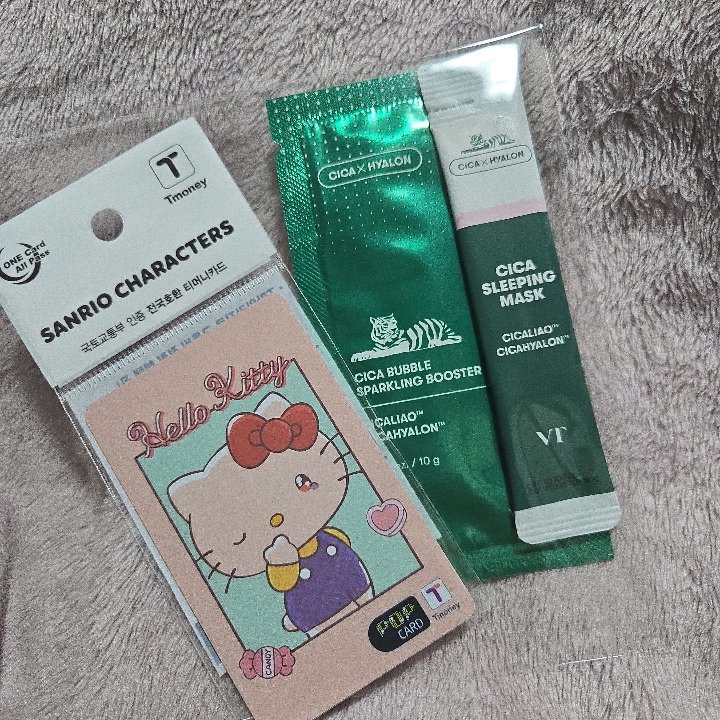 T
Tmoney
ONE Card
All Pass
SANRIO CHARACTERS
국토교통부 인증 전국호환 티머니카드
Hello Kitty
CANDY
POP
CARD
T
Tmoney
CICA × HYALON
CICA BUBBLE
SPARKLING BOOSTER
CICALIAO™
CICAHYALON™
/ 10 g
CICA × HYALON
CICA
SLEEPING
MASK
CICALIAO™
CICAHYALON™
VT